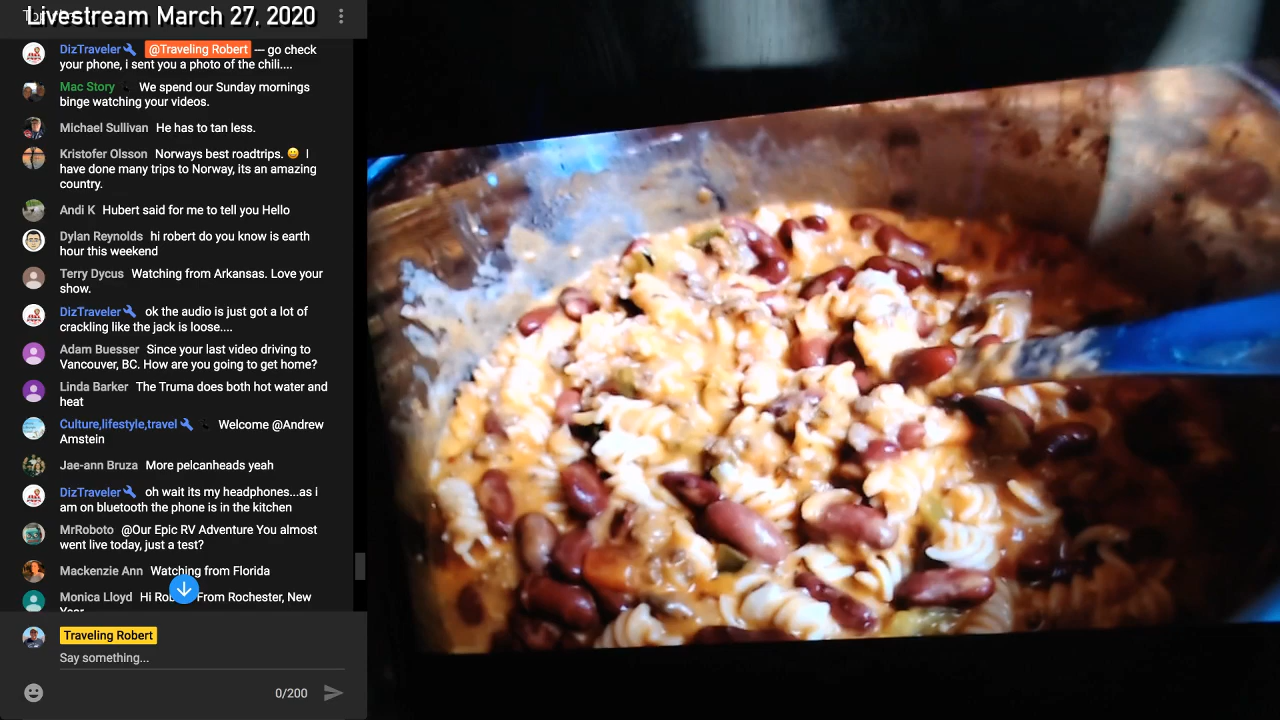 Livestream March 27, 2020
DizTraveler @Traveling Robert --- go check
your phone, i sent you a photo of the chili....
Mac Story We spend our Sunday mornings
binge watching your videos.
Michael Sullivan He has to tan less.
Kristofer Olsson Norways best roadtrips. 😀 I
have done many trips to Norway, its an amazing
country.
Andi K Hubert said for me to tell you Hello
Dylan Reynolds hi robert do you know is earth
hour this weekend
Terry Dycus Watching from Arkansas. Love your
show.
DizTraveler ok the audio is just got a lot of
crackling like the jack is loose....
Adam Buesser Since your last video driving to
Vancouver, BC. How are you going to get home?
Linda Barker The Truma does both hot water and
heat
Culture,lifestyle,travel Welcome @Andrew
Amstein
Jae-ann Bruza More pelcanheads yeah
DizTraveler oh wait its my headphones...as i
am on bluetooth the phone is in the kitchen
MrRoboto @Our Epic RV Adventure You almost
went live today, just a test?
Mackenzie Ann Watching from Florida
Monica Lloyd Hi From Rochester, New
Traveling Robert
Say something...
0/200